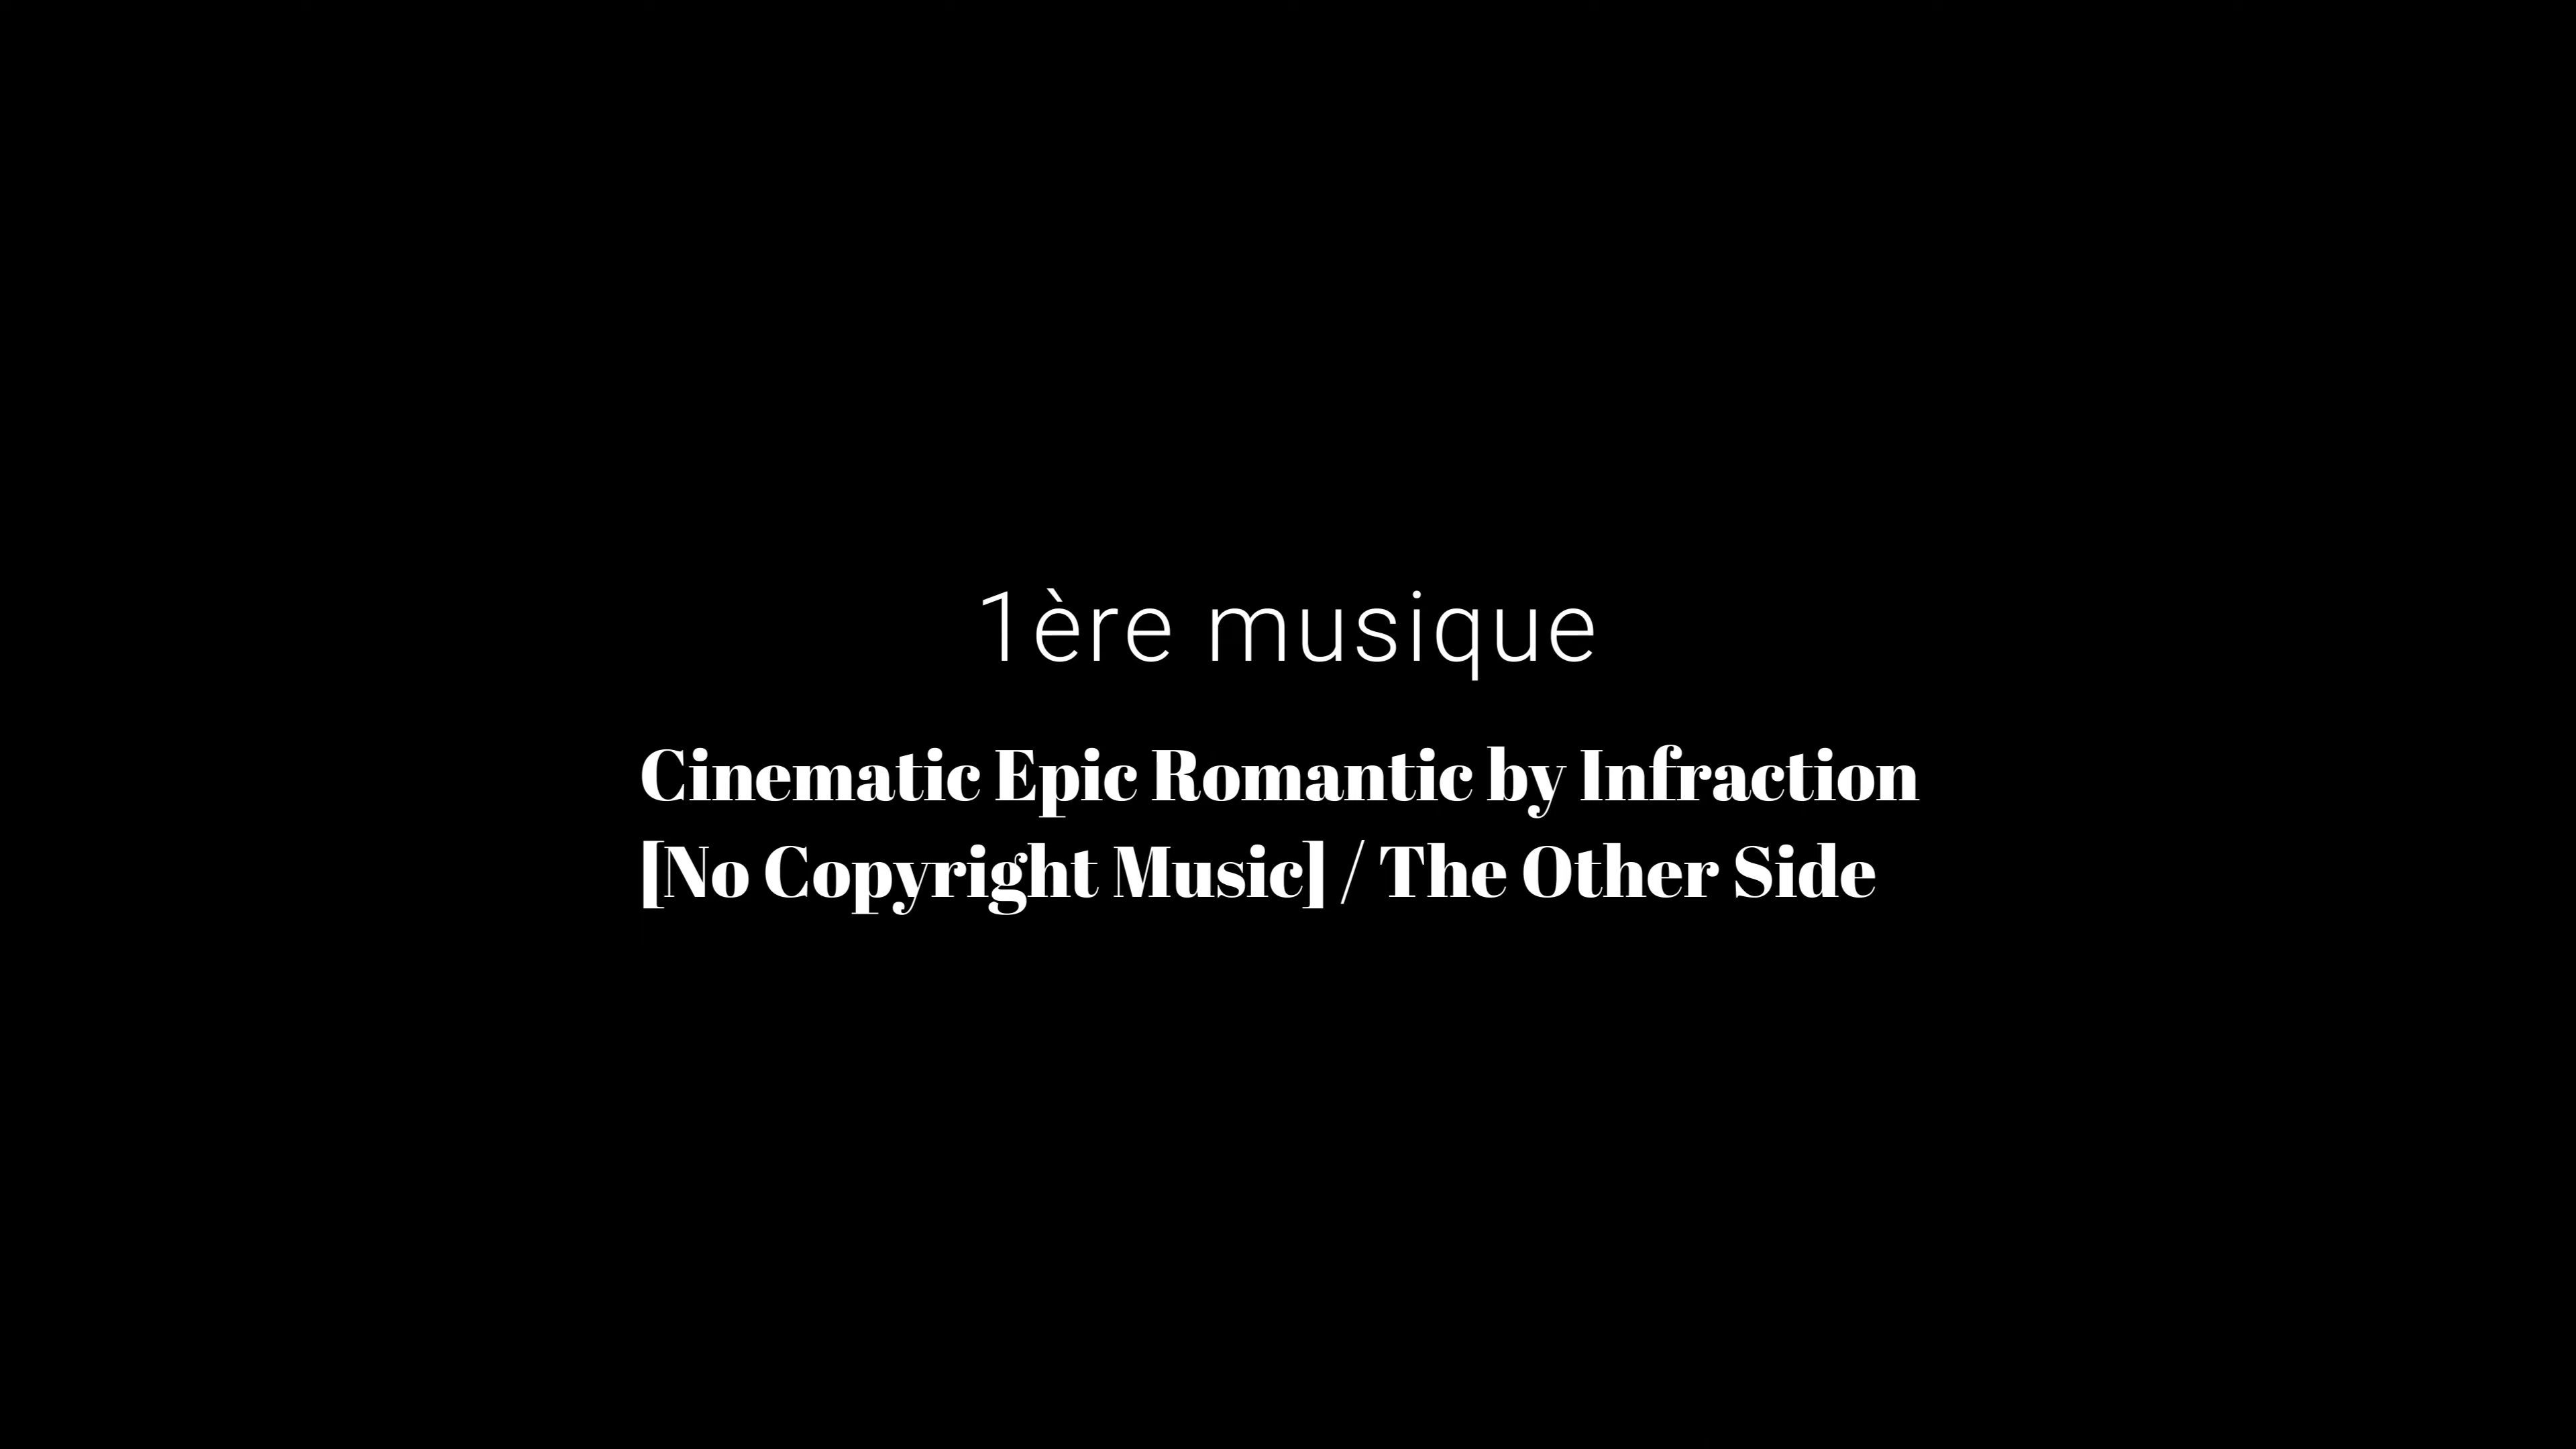 1ère musique
Cinematic Epic Romantic by Infraction
[No Copyright Music] / The Other Side